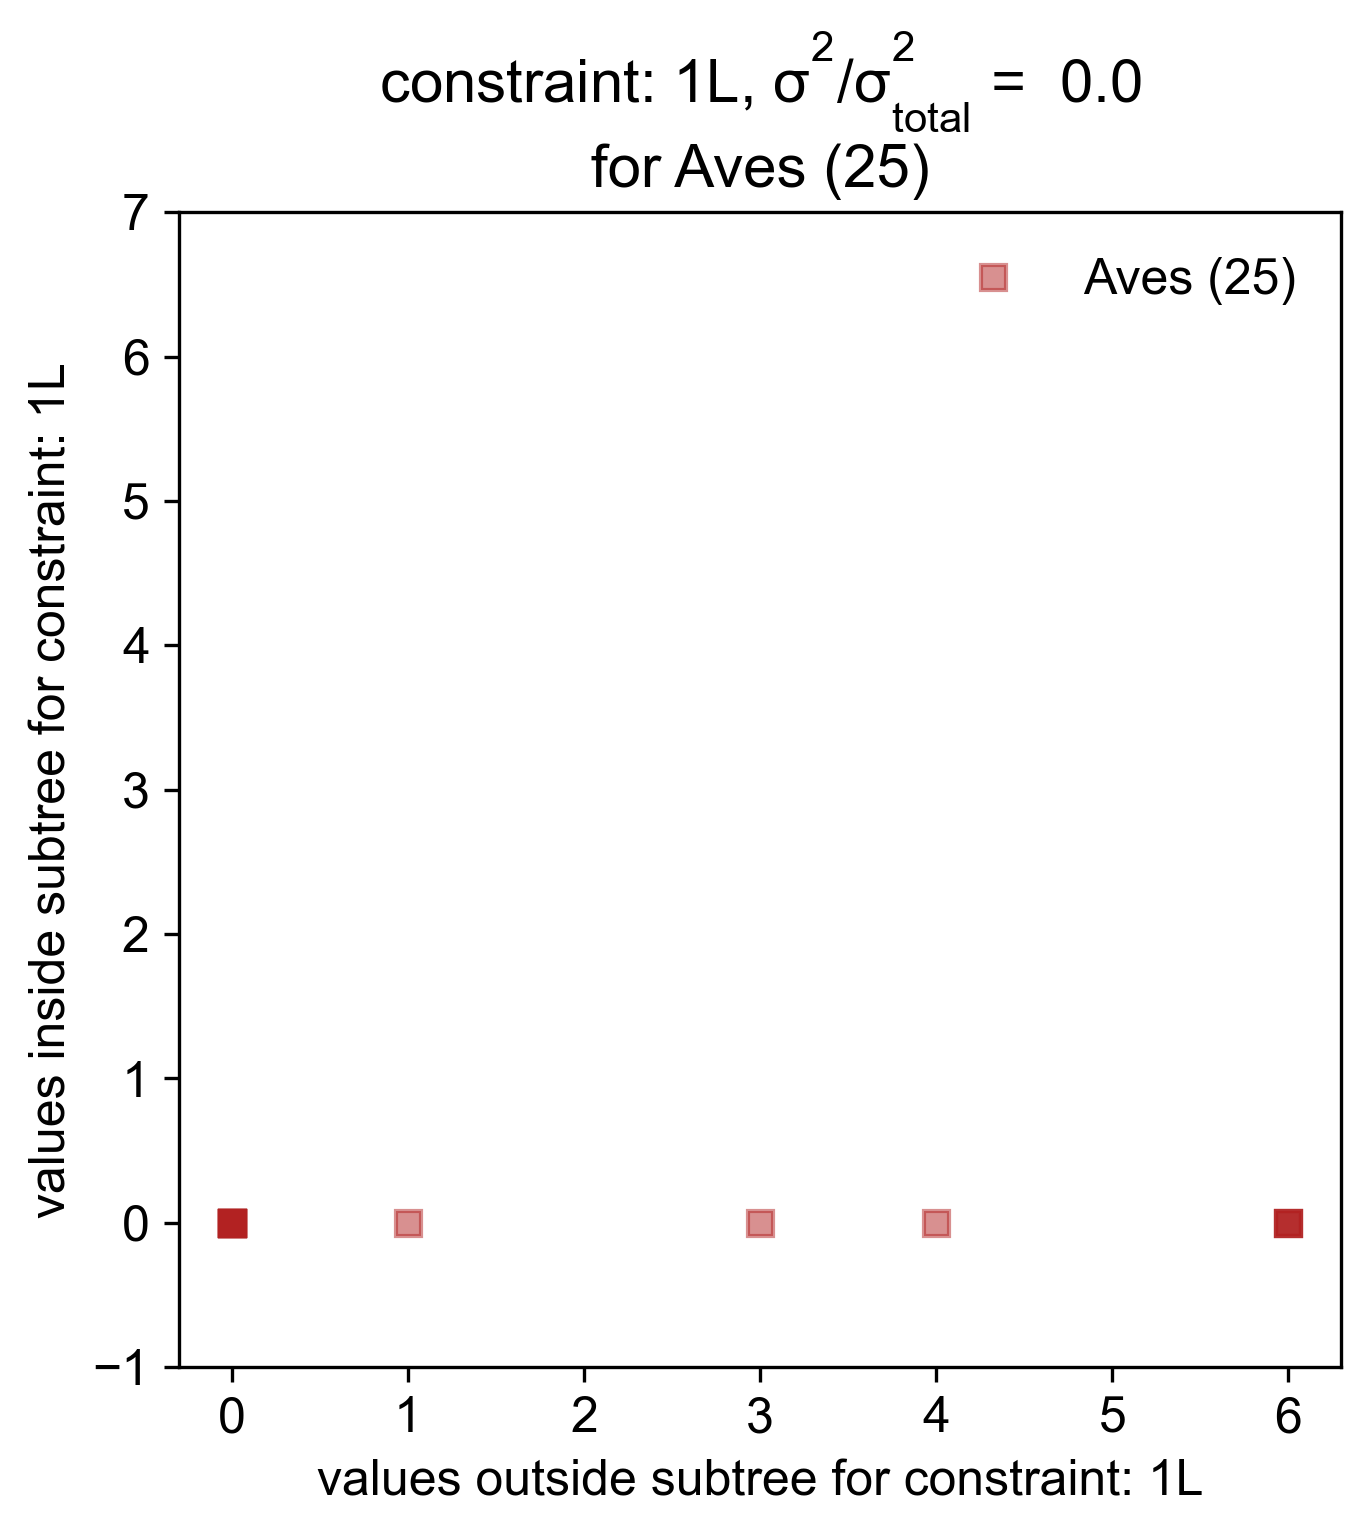 constraint: 1L, σ²/σ²total = 0.0
for Aves (25)
Aves (25)
7
6
5
4
3
2
1
0
−1
values inside subtree for constraint: 1L
0 1 2 3 4 5 6
values outside subtree for constraint: 1L